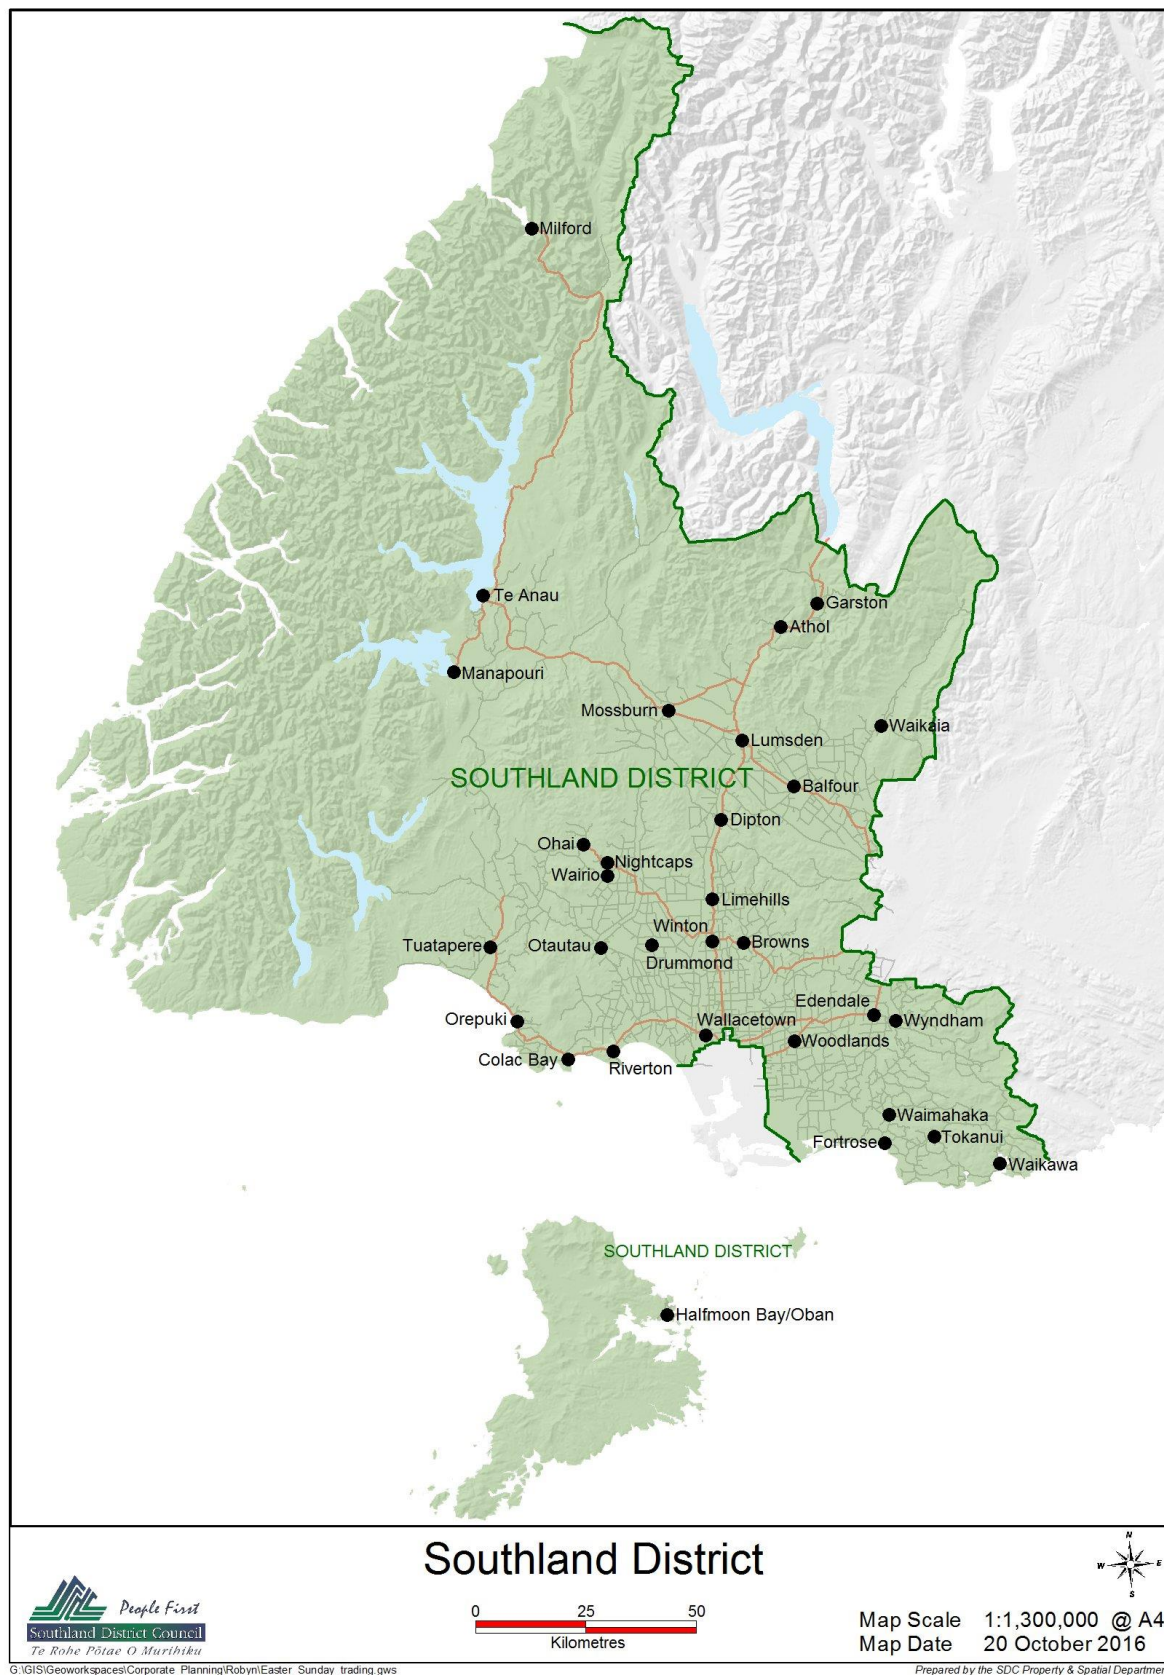 Milford
Te Anau
Garston
Athol
Manapouri
Mossburn
Waikaia
Lumsden
SOUTHLAND DISTRICT
Balfour
Dipton
Ohai
Nightcaps
Wairio
Limehills
Winton
Tuatapere
Otautau
Browns
Drummond
Edendale
Orepuki
Wallacetown
Wyndham
Woodlands
Colac Bay
Riverton
Waimahaka
Fortrose
Tokanui
Waikawa
SOUTHLAND DISTRICT
Halfmoon Bay/Oban
Southland District
N
W
E
S
People First
Southland District Council
Te Rohe Pōtae O Murihiku
0 25 50
Kilometres
Map Scale 1:1,300,000 @ A4
Map Date 20 October 2016
G:\GIS\Geoworkspaces\Corporate_Planning\Robyn\Easter_Sunday_trading.gws
Prepared by the SDC Property & Spatial Departme